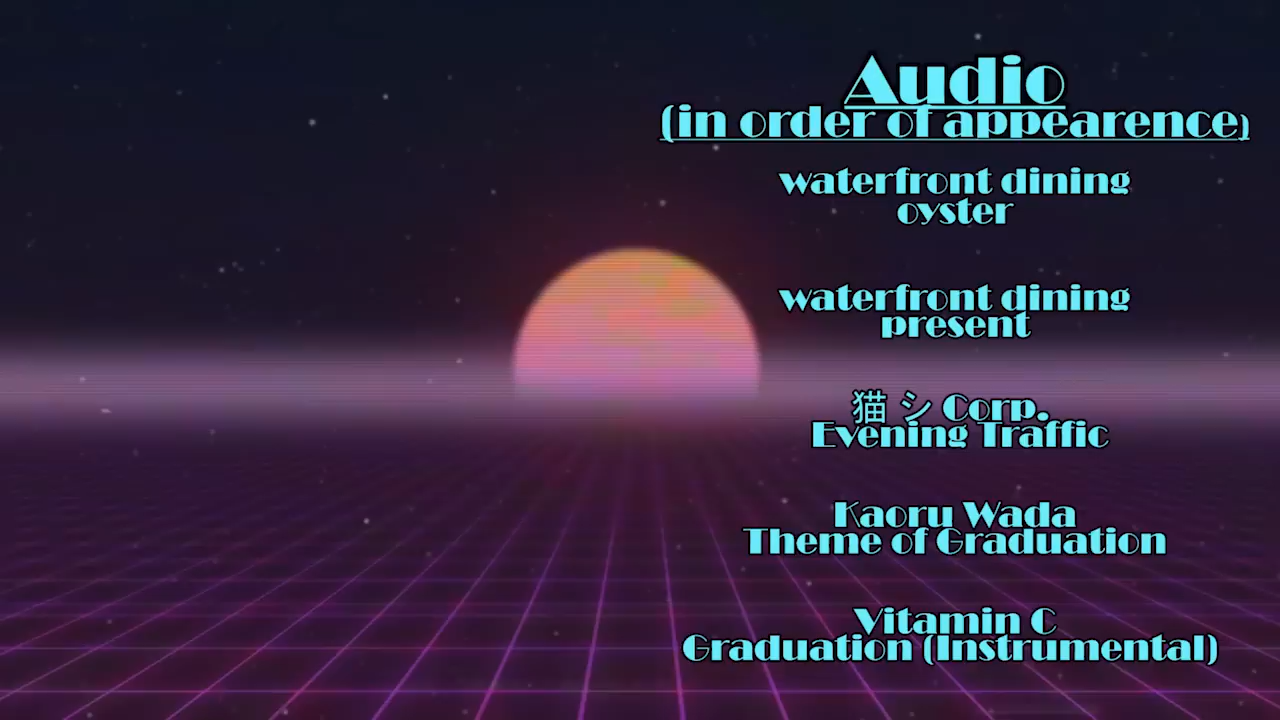 Audio
(in order of appearence)
waterfront dining
oyster
waterfront dining
present
猫 シ Corp.
Evening Traffic
Kaoru Wada
Theme of Graduation
Vitamin C
Graduation (Instrumental)